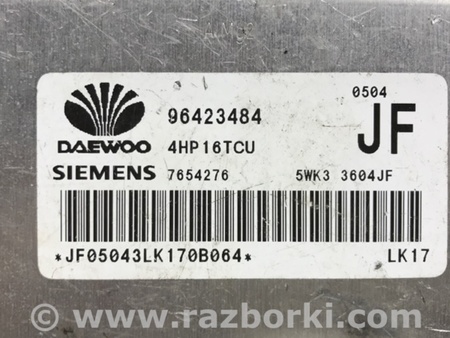 0504
96423484 JF
DAEWOO 4HP16TCU
SIEMENS 7654276 5WK3 3604JF
*JF05043LK170B064* LK17
www.razborki.com